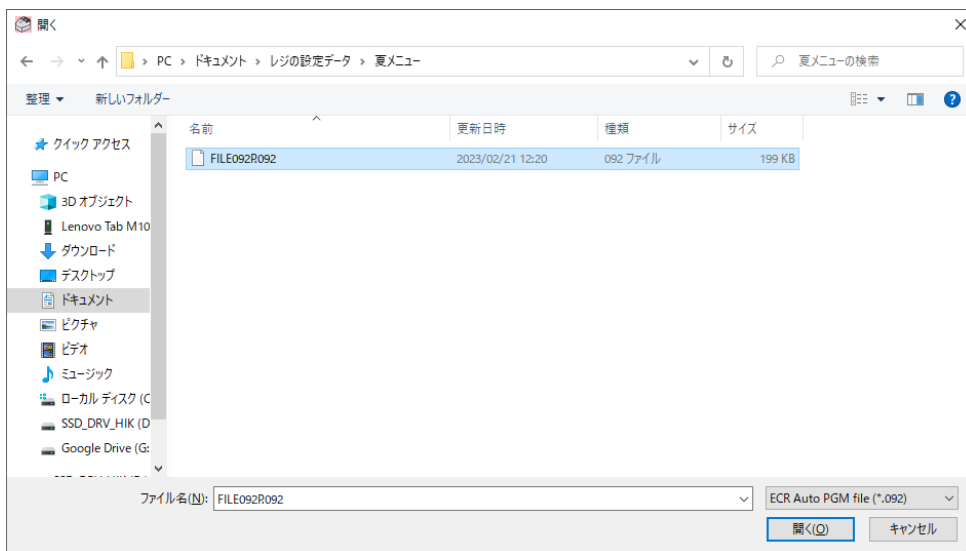 開く
PC › ドキュメント › レジの設定データ › 夏メニュー
夏メニューの検索
整理 新しいフォルダー
名前 更新日時 種類 サイズ
FILE092P.092 2023/02/21 12:20 092 ファイル 199 KB
クイック アクセス
PC
3D オブジェクト
Lenovo Tab M10
ダウンロード
デスクトップ
ドキュメント
ピクチャ
ビデオ
ミュージック
ローカル ディスク (C
SSD_DRV_HIK (D
Google Drive (G:
ファイル名(N): FILE092P.092
ECR Auto PGM file (*.092)
開く(O) キャンセル